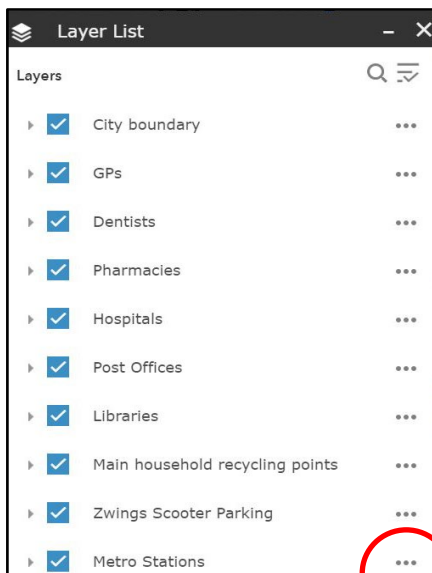 Layer List
Layers
City boundary
GPs
Dentists
Pharmacies
Hospitals
Post Offices
Libraries
Main household recycling points
Zwings Scooter Parking
Metro Stations